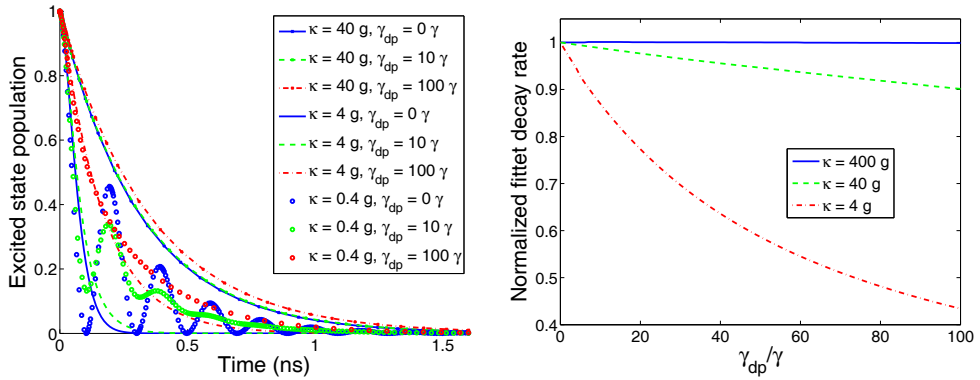 Excited state population
1
0.8
0.6
0.4
0.2
0
0
0.5
1
1.5
Time (ns)
κ = 40 g, γdp = 0 γ
κ = 40 g, γdp = 10 γ
κ = 40 g, γdp = 100 γ
κ = 4 g, γdp = 0 γ
κ = 4 g, γdp = 10 γ
κ = 4 g, γdp = 100 γ
κ = 0.4 g, γdp = 0 γ
κ = 0.4 g, γdp = 10 γ
κ = 0.4 g, γdp = 100 γ
Normalized fittet decay rate
1
0.9
0.8
0.7
0.6
0.5
0.4
0
20
40
60
80
100
γdp/γ
κ = 400 g
κ = 40 g
κ = 4 g